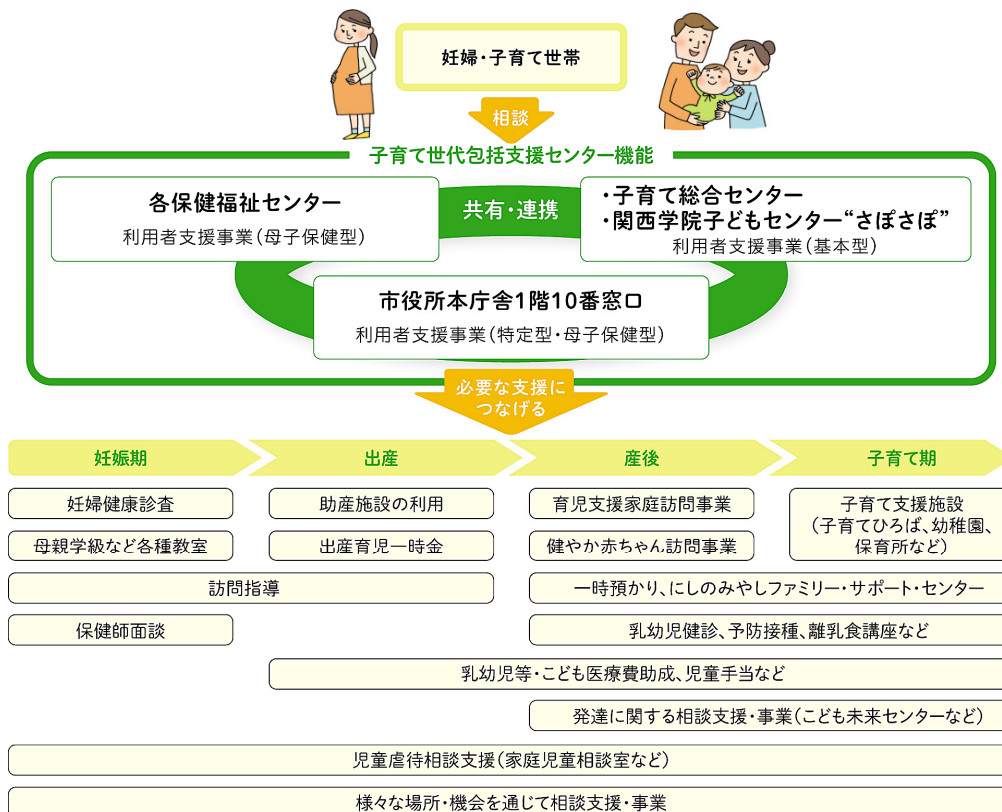 妊婦・子育て世帯
相談
子育て世代包括支援センター機能
各保健福祉センター
利用者支援事業(母子保健型)
共有・連携
・子育て総合センター
・関西学院子どもセンター“さぽさぽ”
利用者支援事業(基本型)
市役所本庁舎1階10番窓口
利用者支援事業(特定型・母子保健型)
必要な支援に
つなげる
妊娠期
出産
産後
子育て期
妊婦健康診査
助産施設の利用
育児支援家庭訪問事業
子育て支援施設
(子育てひろば、幼稚園、
保育所など)
母親学級など各種教室
出産育児一時金
健やか赤ちゃん訪問事業
訪問指導
一時預かり、にしのみやしファミリー・サポート・センター
保健師面談
乳幼児健診、予防接種、離乳食講座など
乳幼児等・こども医療費助成、児童手当など
発達に関する相談支援・事業(こども未来センターなど)
児童虐待相談支援(家庭児童相談室など)
様々な場所・機会を通じて相談支援・事業